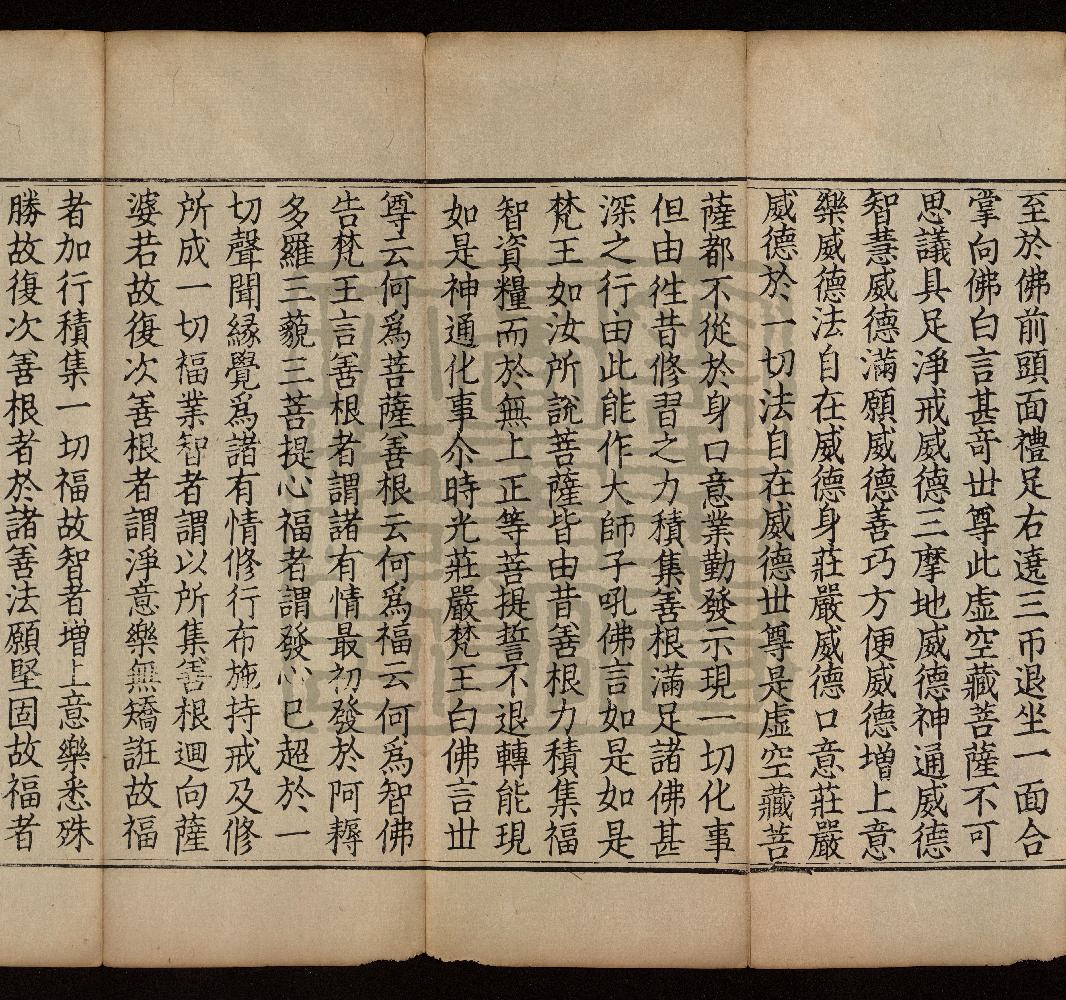 至於佛前頭面禮足右遶三帀退坐一面合
掌向佛白言甚奇世尊此虛空藏菩薩不可
思議具足淨戒威德三摩地威德神通威德
智慧威德滿願威德善巧方便威德增上意
樂威德法自在威德身莊嚴威德口意莊嚴
威德於一切法自在威德世尊是虛空藏菩
薩都不從於身口意業勤發示現一切化事
但由徃昔修習之力積集善根滿足諸佛甚
深之行由此能作大師子吼佛言如是如是
梵王如汝所說菩薩皆由昔善根力積集福
智資糧而於無上正等菩提誓不退轉能現
如是神通化事尒時光莊嚴梵王白佛言世
尊云何爲菩薩善根云何爲福云何爲智佛
告梵王言善根者謂諸有情最初發於阿耨
多羅三藐三菩提心福者謂發心已超於一
切聲聞緣覺爲諸有情修行布施持戒及修
所成一切福業智者謂以所集善根迴向薩
婆若故復次善根者謂淨意樂無矯誑故福
者加行積集一切福故智者增上意樂悉殊
勝故復次善根者於諸善法願堅固故福者